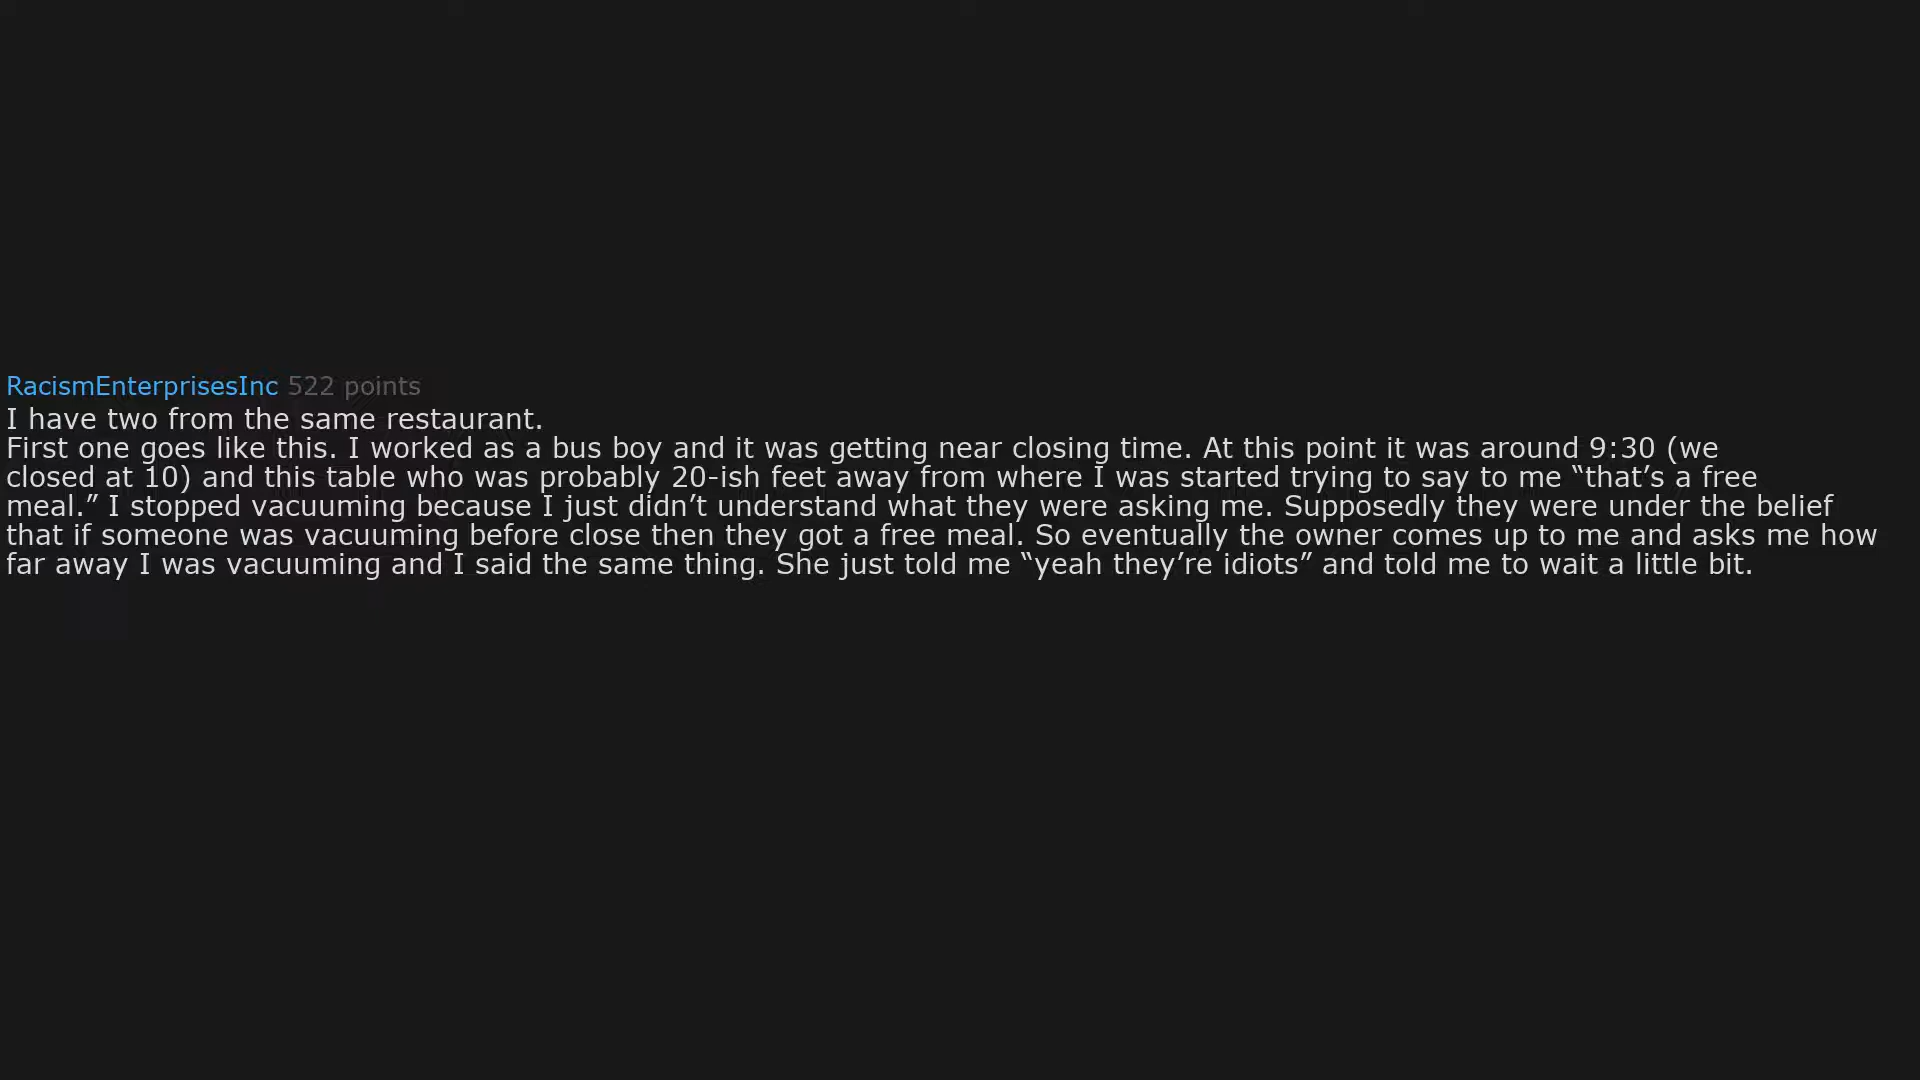 RacismEnterprisesInc 522 points
I have two from the same restaurant.
First one goes like this. I worked as a bus boy and it was getting near closing time. At this point it was around 9:30 (we
closed at 10) and this table who was probably 20-ish feet away from where I was started trying to say to me “that’s a free
meal.” I stopped vacuuming because I just didn’t understand what they were asking me. Supposedly they were under the belief
that if someone was vacuuming before close then they got a free meal. So eventually the owner comes up to me and asks me how
far away I was vacuuming and I said the same thing. She just told me “yeah they’re idiots” and told me to wait a little bit.